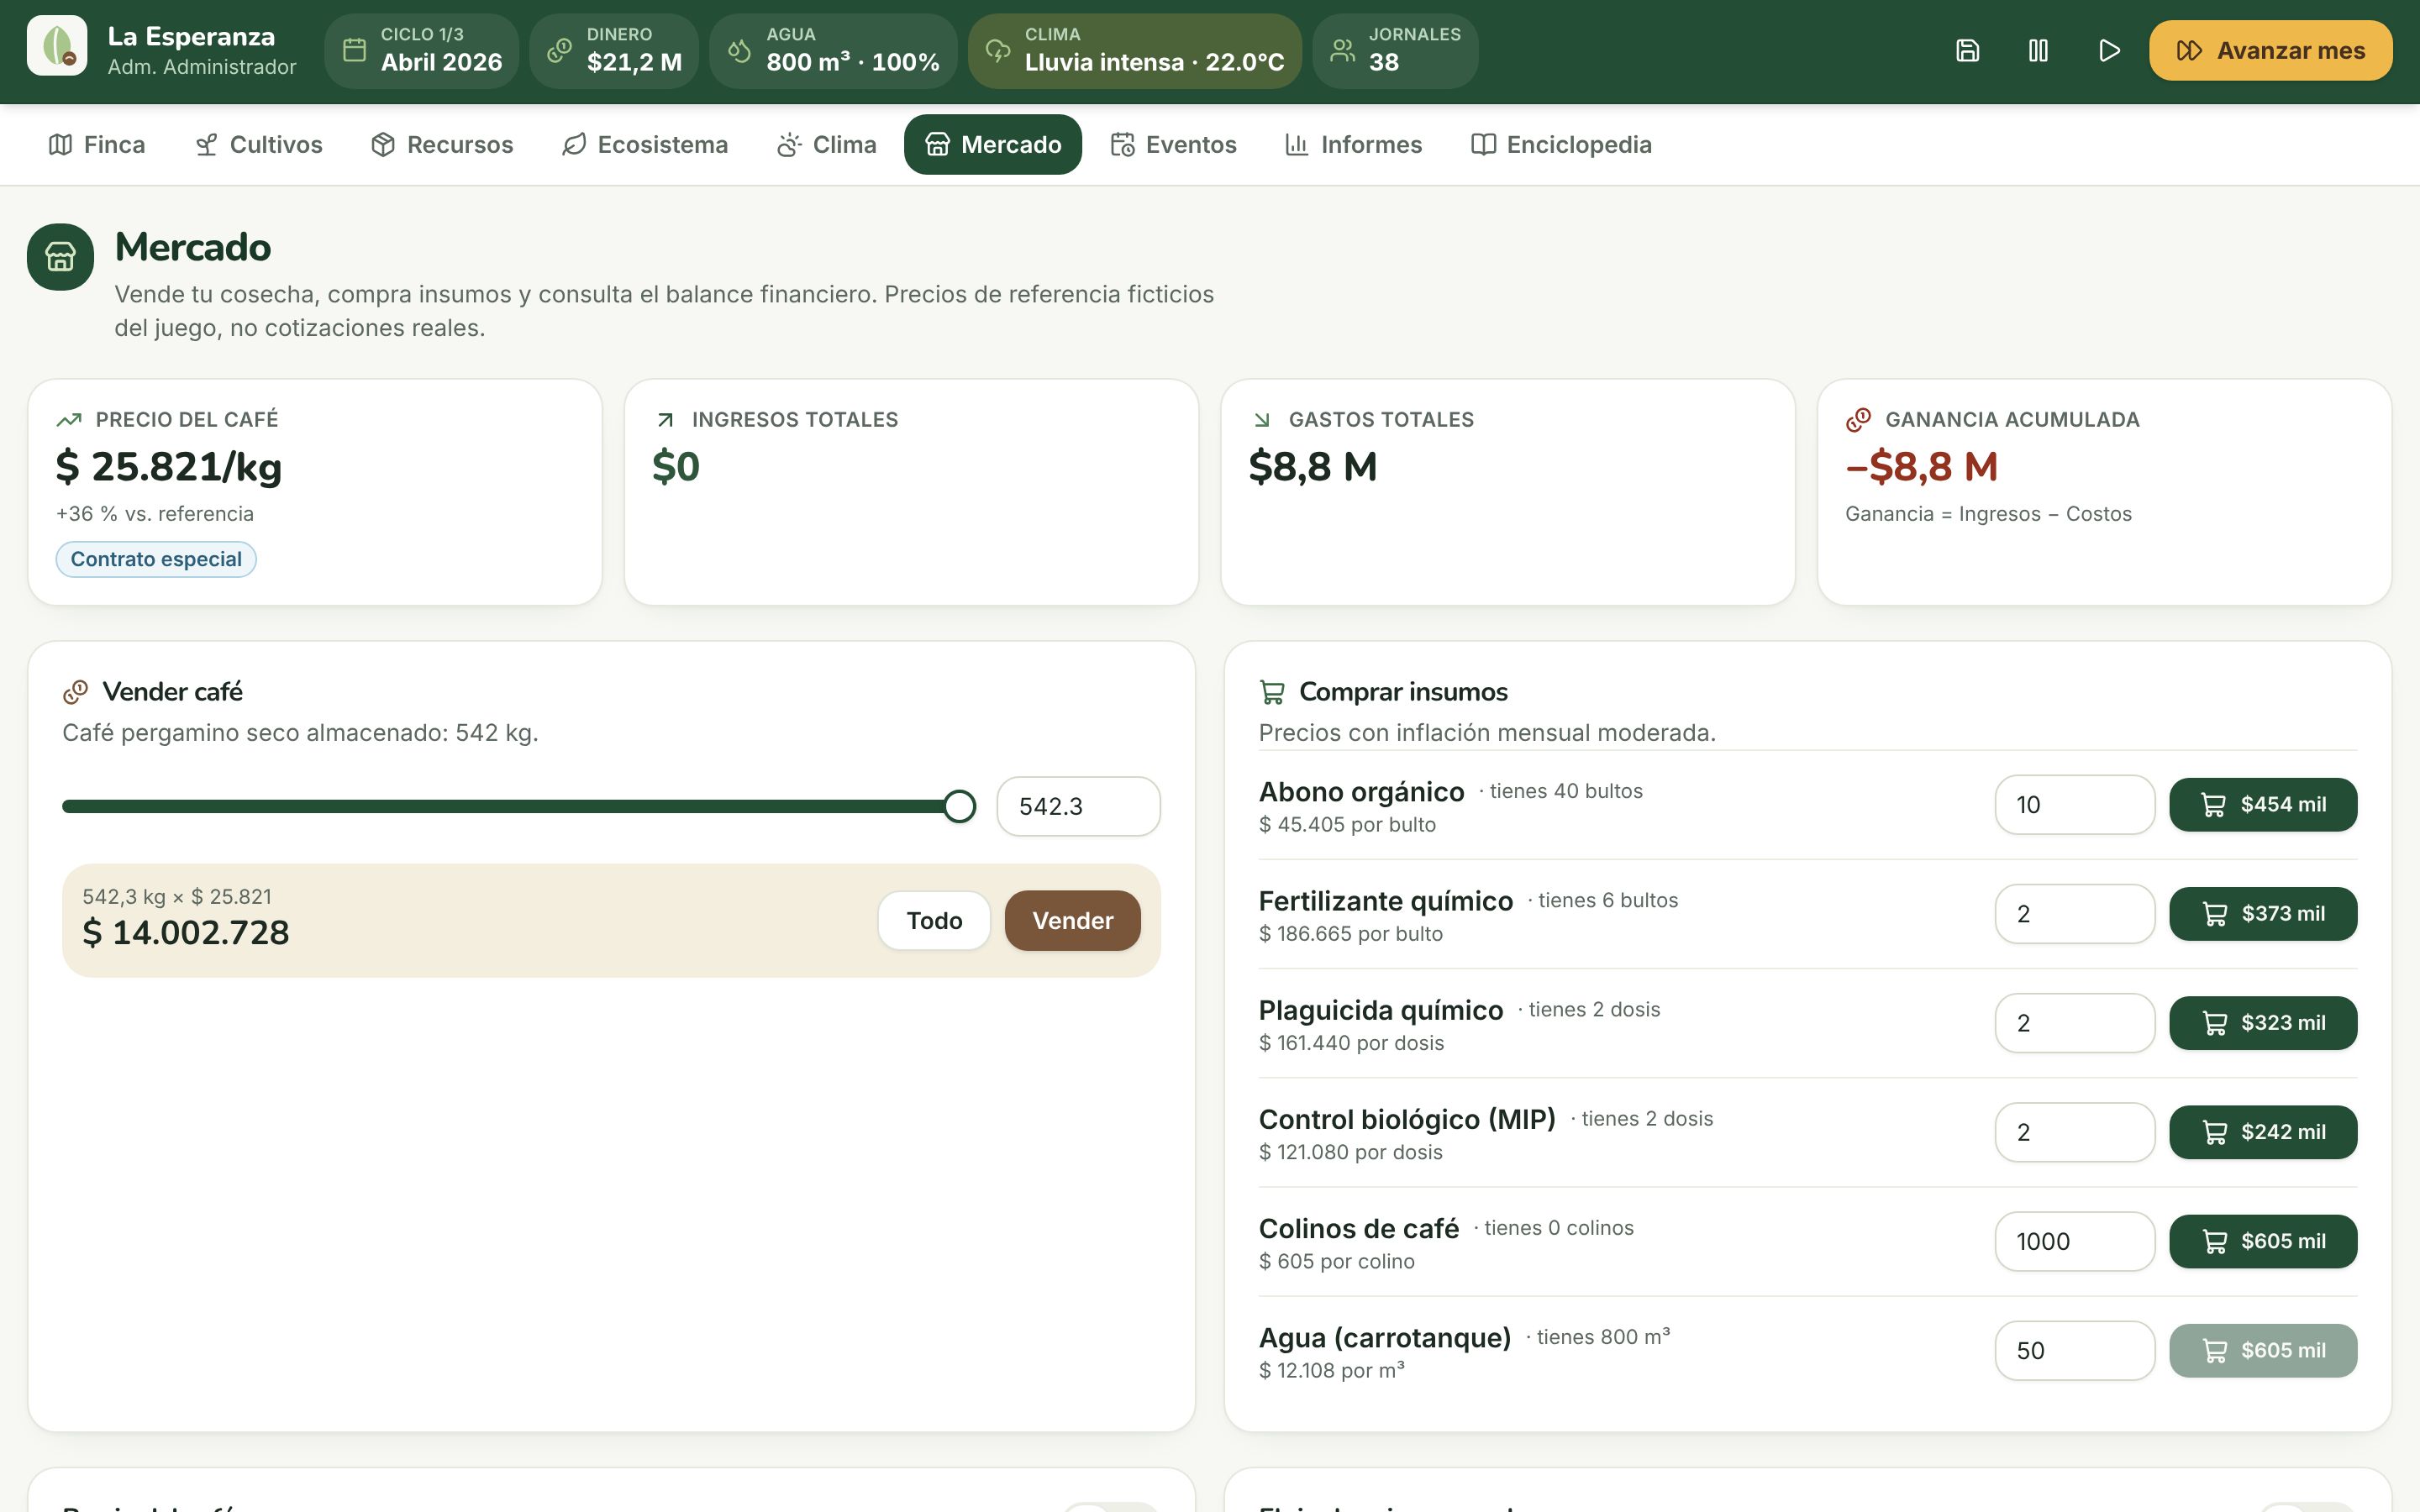 La Esperanza
Adm. Administrador
CICLO 1/3
Abril 2026
DINERO
$21,2 M
AGUA
800 m³ · 100%
CLIMA
Lluvia intensa · 22.0°C
JORNALES
38
Avanzar mes
Finca
Cultivos
Recursos
Ecosistema
Clima
Mercado
Eventos
Informes
Enciclopedia
Mercado
Vende tu cosecha, compra insumos y consulta el balance financiero. Precios de referencia ficticios
del juego, no cotizaciones reales.
PRECIO DEL CAFÉ
$ 25.821/kg
+36 % vs. referencia
Contrato especial
INGRESOS TOTALES
$0
GASTOS TOTALES
$8,8 M
GANANCIA ACUMULADA
−$8,8 M
Ganancia = Ingresos − Costos
Vender café
Café pergamino seco almacenado: 542 kg.
542.3
542,3 kg × $ 25.821
$ 14.002.728
Todo
Vender
Comprar insumos
Precios con inflación mensual moderada.
Abono orgánico · tienes 40 bultos
$ 45.405 por bulto
10
$454 mil
Fertilizante químico · tienes 6 bultos
$ 186.665 por bulto
2
$373 mil
Plaguicida químico · tienes 2 dosis
$ 161.440 por dosis
2
$323 mil
Control biológico (MIP) · tienes 2 dosis
$ 121.080 por dosis
2
$242 mil
Colinos de café · tienes 0 colinos
$ 605 por colino
1000
$605 mil
Agua (carrotanque) · tienes 800 m³
$ 12.108 por m³
50
$605 mil